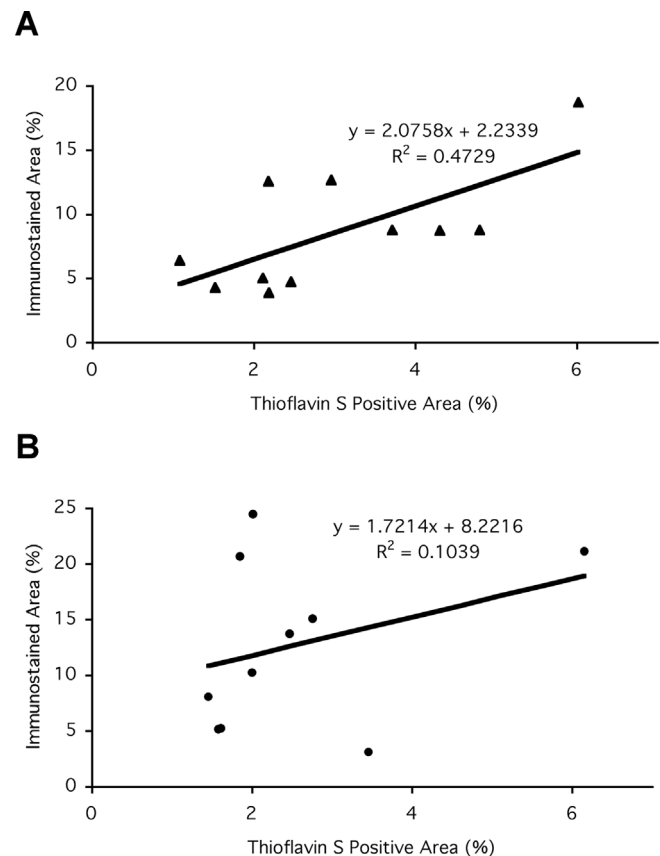 A
20
15
10
5
0
Immunostained Area (%)
y = 2.0758x + 2.2339
R² = 0.4729
0 2 4 6
Thioflavin S Positive Area (%)
B
25
20
15
10
5
0
Immunostained Area (%)
y = 1.7214x + 8.2216
R² = 0.1039
0 2 4 6
Thioflavin S Positive Area (%)